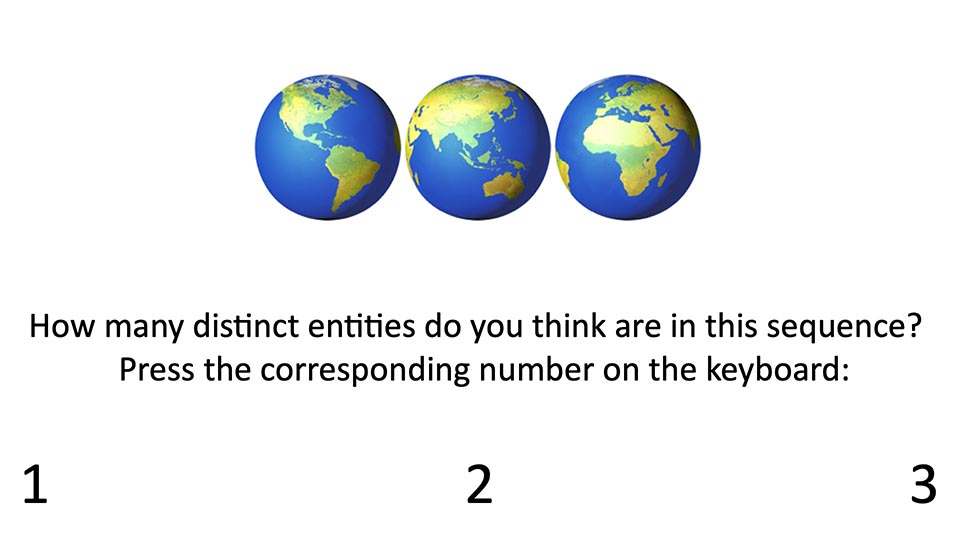 How many distinct entities do you think are in this sequence?
Press the corresponding number on the keyboard:
1 2 3